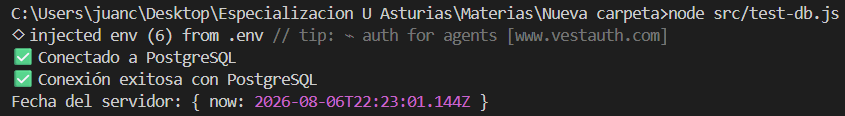 C:\Users\juanc\Desktop\Especializacion U Asturias\Materias\Nueva carpeta>node src/test-db.js
◇ injected env (6) from .env // tip: ⌁ auth for agents [www.vestauth.com]
✅ Conectado a PostgreSQL
✅ Conexión exitosa con PostgreSQL
Fecha del servidor: { now: 2026-08-06T22:23:01.144Z }